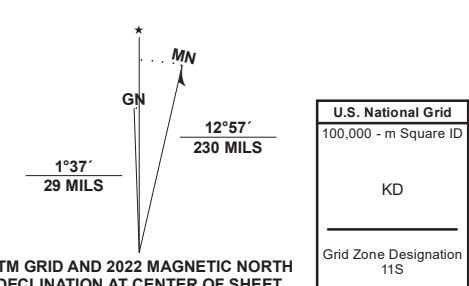 ★
MN
GN
12°57´
230 MILS
1°37´
29 MILS
TM GRID AND 2022 MAGNETIC NORTH
DECLINATION AT CENTER OF SHEET
U.S. National Grid
100,000 - m Square ID
KD
Grid Zone Designation
11S